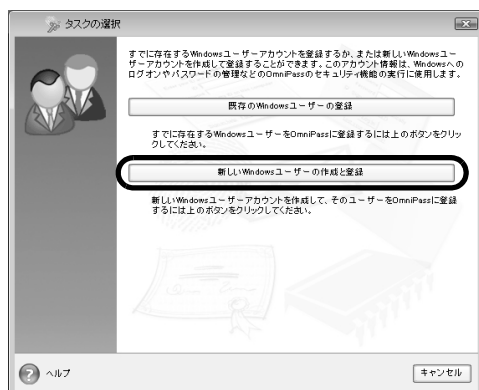 タスクの選択
すでに存在するWindowsユーザーアカウントを登録するか、または新しいWindowsユー
ザーアカウントを作成して登録することができます。このアカウント情報は、Windowsへの
ログオンやパスワードの管理などのOmniPassのセキュリティ機能の実行に使用します。
既存のWindowsユーザーの登録
すでに存在するWindowsユーザーをOmniPassに登録するには上のボタンをクリッ
クしてください。
新しいWindowsユーザーの作成と登録
新しいWindowsユーザーアカウントを作成して、そのユーザーをOmniPassに登録
するには上のボタンをクリックしてください。
ヘルプ
キャンセル